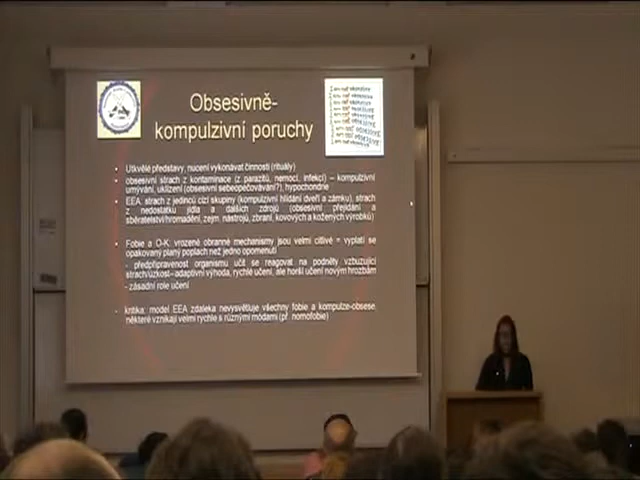 Obsesivně-
kompulzivní poruchy
Utkvělé představy, nucení vykonávat činnosti (rituály)
obsesivní strach z kontaminace (z parazitů, nemocí, infekcí) – kompulzivní
umývání, uklízení (obsesivní sebeopečovávání?), hypochondrie
EEA: strach z jedinců cizí skupiny (kompulzivní hlídání dveří a zámků), strach
z nedostatku jídla a dalších zdrojů (obsesivní přejídání a
sběratelství/hromadění, zejm. nástrojů, zbraní, kovových a kožených výrobků)
Fobie a O-K: vrozené obranné mechanismy jsou velmi citlivé = vyplatí se
opakovaný planý poplach než jedno opomenutí
- předpřipravenost organismu učit se reagovat na podněty vzbuzující
strach/úzkost– adaptivní výhoda, rychlé učení, ale horší učení novým hrozbám
- zásadní role učení
kritika: model EEA zdaleka nevysvětluje všechny fobie a kompulze-obsese,
některé vznikají velmi rychle s různými módami (př. nomofobie)